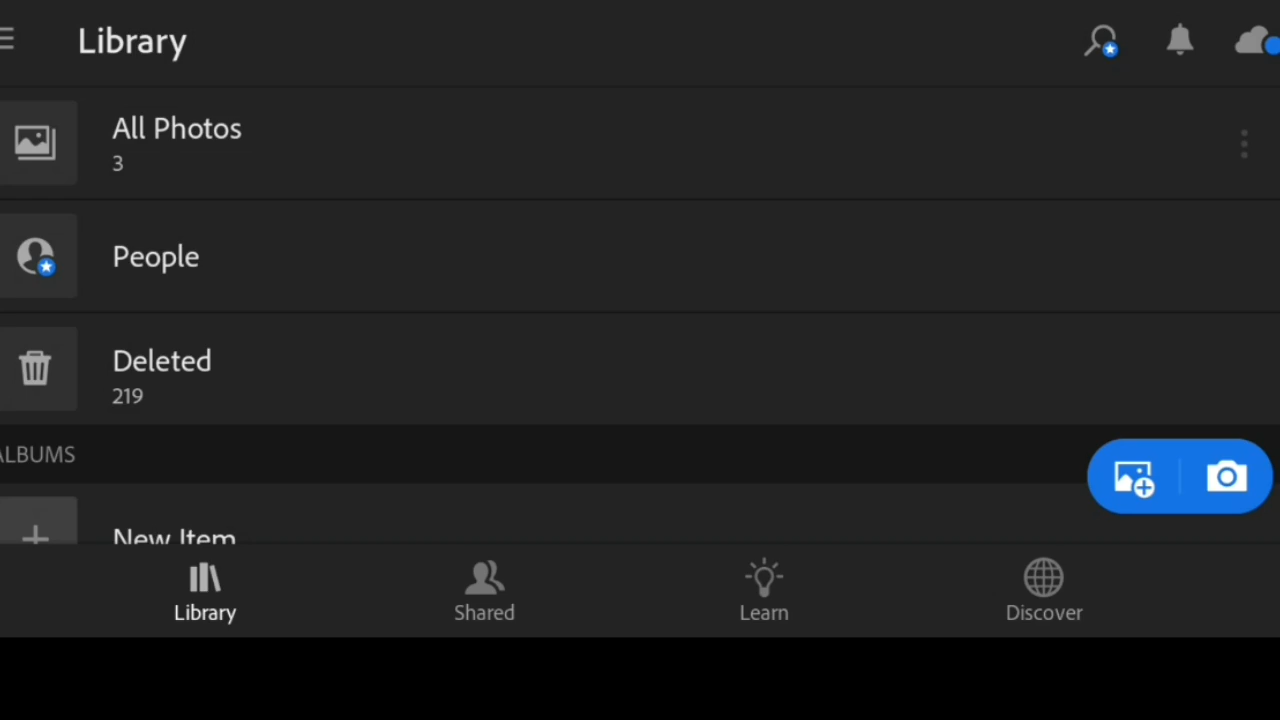 Library
All Photos
3
People
Deleted
219
ALBUMS
New Item
Library
Shared
Learn
Discover